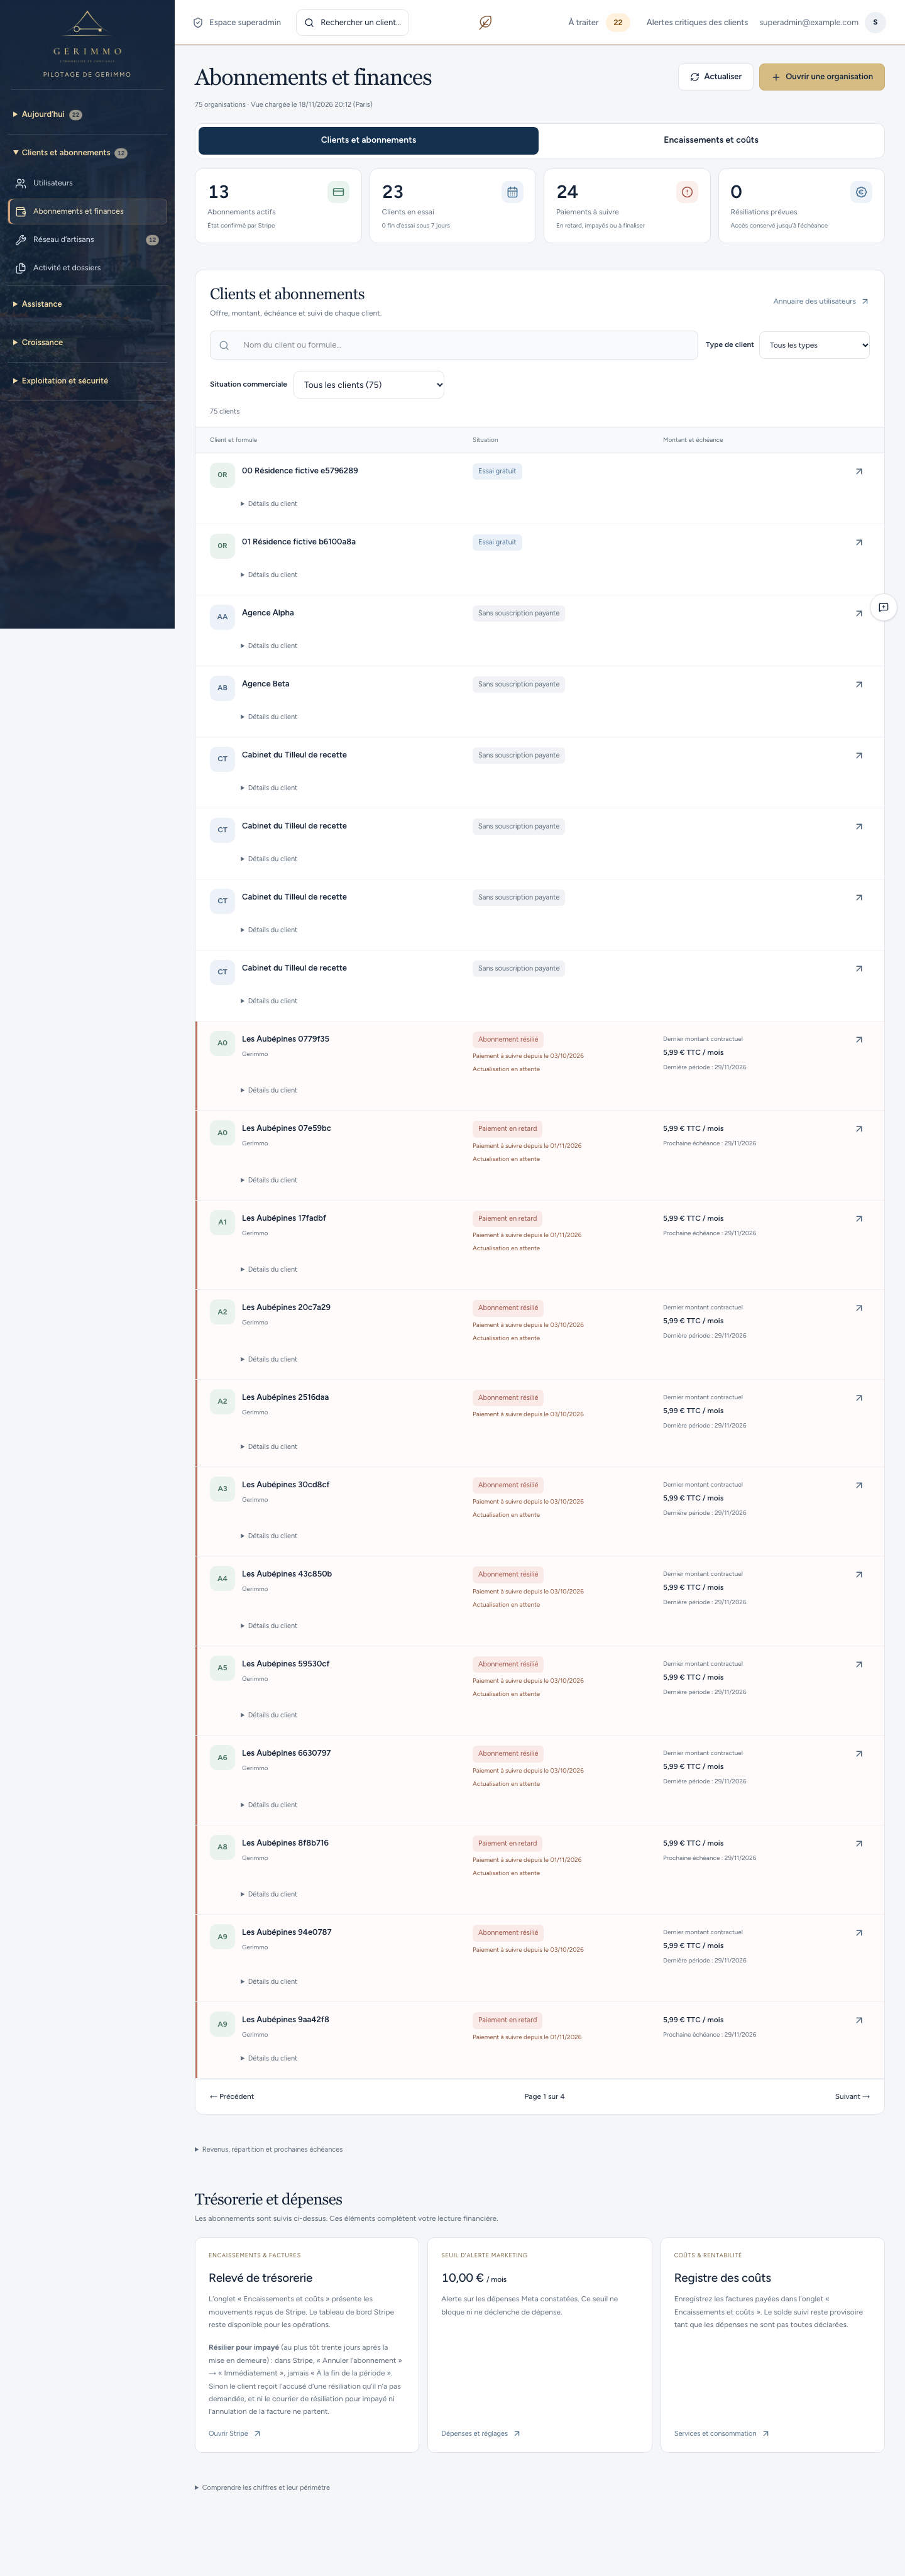 GERIMMO
PILOTAGE DE GERIMMO
Aujourd'hui 22
Clients et abonnements 12
Utilisateurs
Abonnements et finances
Réseau d'artisans 12
Activité et dossiers
Assistance
Croissance
Exploitation et sécurité
Espace superadmin
Rechercher un client...
À traiter 22
Alertes critiques des clients
superadmin@example.com
S
Abonnements et finances
75 organisations · Vue chargée le 18/11/2026 20:12 (Paris)
Actualiser
Ouvrir une organisation
Clients et abonnements
Encaissements et coûts
13
Abonnements actifs
État confirmé par Stripe
23
Clients en essai
0 fin d'essai sous 7 jours
24
Paiements à suivre
En retard, impayés ou à finaliser
0
Résiliations prévues
Accès conservé jusqu'à l'échéance
Clients et abonnements
Offre, montant, échéance et suivi de chaque client.
Annuaire des utilisateurs
Nom du client ou formule...
Type de client
Tous les types
Situation commerciale
Tous les clients (75)
75 clients
Client et formule
Situation
Montant et échéance
0R
00 Résidence fictive e5796289
Essai gratuit
Détails du client
0R
01 Résidence fictive b6100a8a
Essai gratuit
Détails du client
AA
Agence Alpha
Sans souscription payante
Détails du client
AB
Agence Beta
Sans souscription payante
Détails du client
CT
Cabinet du Tilleul de recette
Sans souscription payante
Détails du client
CT
Cabinet du Tilleul de recette
Sans souscription payante
Détails du client
CT
Cabinet du Tilleul de recette
Sans souscription payante
Détails du client
CT
Cabinet du Tilleul de recette
Sans souscription payante
Détails du client
A0
Les Aubépines 0779f35
Gerimmo
Abonnement résilié
Paiement à suivre depuis le 03/10/2026
Actualisation en attente
Dernier montant contractuel
5,99 € TTC / mois
Dernière période : 29/11/2026
Détails du client
A0
Les Aubépines 07e59bc
Gerimmo
Paiement en retard
Paiement à suivre depuis le 01/11/2026
Actualisation en attente
5,99 € TTC / mois
Prochaine échéance : 29/11/2026
Détails du client
A1
Les Aubépines 17fadbf
Gerimmo
Paiement en retard
Paiement à suivre depuis le 01/11/2026
Actualisation en attente
5,99 € TTC / mois
Prochaine échéance : 29/11/2026
Détails du client
A2
Les Aubépines 20c7a29
Gerimmo
Abonnement résilié
Paiement à suivre depuis le 03/10/2026
Actualisation en attente
Dernier montant contractuel
5,99 € TTC / mois
Dernière période : 29/11/2026
Détails du client
A2
Les Aubépines 2516daa
Gerimmo
Abonnement résilié
Paiement à suivre depuis le 03/10/2026
Dernier montant contractuel
5,99 € TTC / mois
Dernière période : 29/11/2026
Détails du client
A3
Les Aubépines 30cd8cf
Gerimmo
Abonnement résilié
Paiement à suivre depuis le 03/10/2026
Actualisation en attente
Dernier montant contractuel
5,99 € TTC / mois
Dernière période : 29/11/2026
Détails du client
A4
Les Aubépines 43c850b
Gerimmo
Abonnement résilié
Paiement à suivre depuis le 03/10/2026
Actualisation en attente
Dernier montant contractuel
5,99 € TTC / mois
Dernière période : 29/11/2026
Détails du client
A5
Les Aubépines 59530cf
Gerimmo
Abonnement résilié
Paiement à suivre depuis le 03/10/2026
Actualisation en attente
Dernier montant contractuel
5,99 € TTC / mois
Dernière période : 29/11/2026
Détails du client
A6
Les Aubépines 6630797
Gerimmo
Abonnement résilié
Paiement à suivre depuis le 03/10/2026
Actualisation en attente
Dernier montant contractuel
5,99 € TTC / mois
Dernière période : 29/11/2026
Détails du client
A8
Les Aubépines 8f8b716
Gerimmo
Paiement en retard
Paiement à suivre depuis le 01/11/2026
Actualisation en attente
5,99 € TTC / mois
Prochaine échéance : 29/11/2026
Détails du client
A9
Les Aubépines 94e0787
Gerimmo
Abonnement résilié
Paiement à suivre depuis le 03/10/2026
Dernier montant contractuel
5,99 € TTC / mois
Dernière période : 29/11/2026
Détails du client
A9
Les Aubépines 9aa42f8
Gerimmo
Paiement en retard
Paiement à suivre depuis le 01/11/2026
5,99 € TTC / mois
Prochaine échéance : 29/11/2026
Détails du client
← Précédent
Page 1 sur 4
Suivant →
Revenus, répartition et prochaines échéances
Trésorerie et dépenses
Les abonnements sont suivis ci-dessus. Ces éléments complètent votre lecture financière.
ENCAISSEMENTS & FACTURES
Relevé de trésorerie
L'onglet « Encaissements et coûts » présente les
mouvements reçus de Stripe. Le tableau de bord Stripe
reste disponible pour les opérations.
Résilier pour impayé (au plus tôt trente jours après la
mise en demeure) : dans Stripe, « Annuler l'abonnement »
→ « Immédiatement », jamais « À la fin de la période ».
Sinon le client reçoit l'accusé d'une résiliation qu'il n'a pas
demandée, et ni le courrier de résiliation pour impayé ni
l'annulation de la facture ne partent.
Ouvrir Stripe
SEUIL D'ALERTE MARKETING
10,00 € / mois
Alerte sur les dépenses Meta constatées. Ce seuil ne
bloque ni ne déclenche de dépense.
Dépenses et réglages
COÛTS & RENTABILITÉ
Registre des coûts
Enregistrez les factures payées dans l'onglet «
Encaissements et coûts ». Le solde suivi reste provisoire
tant que les dépenses ne sont pas toutes déclarées.
Services et consommation
Comprendre les chiffres et leur périmètre